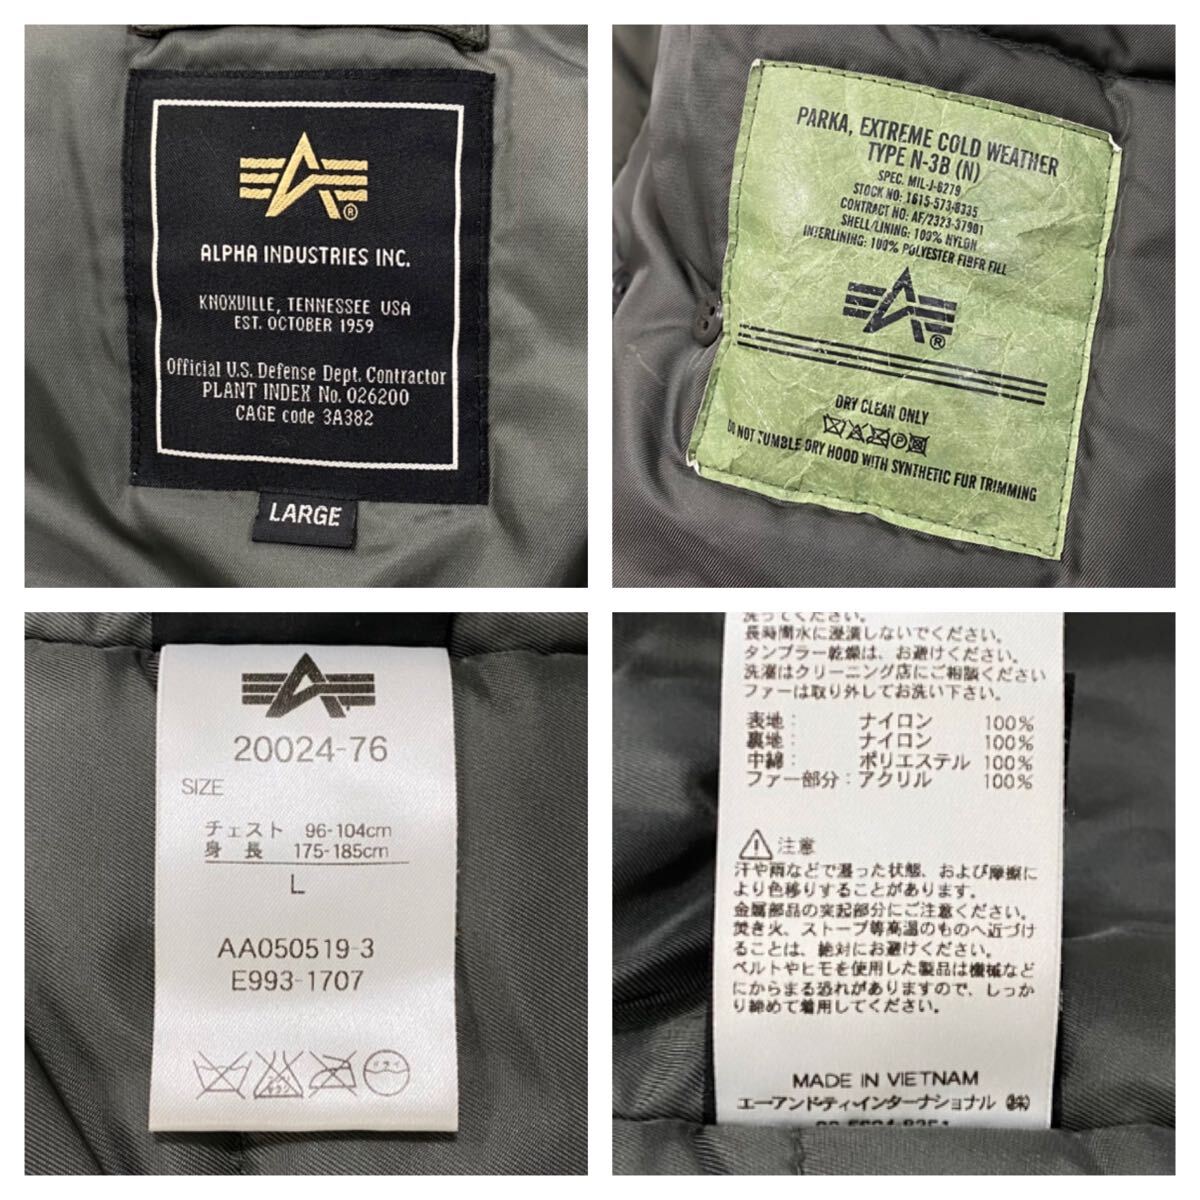 ALPHA INDUSTRIES INC.
KNOXVILLE, TENNESSEE USA
EST. OCTOBER 1959
Official U.S. Defense Dept. Contractor
PLANT INDEX No. 026200
CAGE code 3A382
LARGE
PARKA, EXTREME COLD WEATHER
TYPE N-3B (N)
SPEC. MIL-J-6279
STOCK NO: 1615-573-8335
CONTRACT NO: AF/2323-37901
SHELL/LINING: 100% NYLON
INTERLINING: 100% POLYESTER FIBER FILL
DRY CLEAN ONLY
DO NOT TUMBLE DRY HOOD WITH SYNTHETIC FUR TRIMMING
20024-76
SIZE
チェスト 96-104cm
身 長 175-185cm
L
AA050519-3
E993-1707
洗ってください。
長時間水に浸漬しないでください。
タンブラー乾燥は、お避けください。
洗濯はクリーニング店にご相談ください
ファーは取り外してお洗い下さい。
表地: ナイロン 100%
裏地: ナイロン 100%
中綿: ポリエステル 100%
ファー部分: アクリル 100%
注意
汗や雨などで湿った状態、および摩擦に
より色移りすることがあります。
金属部品の突起部分にご注意ください。
焚き火、ストーブ等高温のものへ近づけ
ることは、絶対にお避けください。
ベルトやヒモを使用した製品は機械など
にからまる恐れがありますので、しっか
り締めて着用してください。
MADE IN VIETNAM
エーアンド・ティ・インターナショナル ㈱